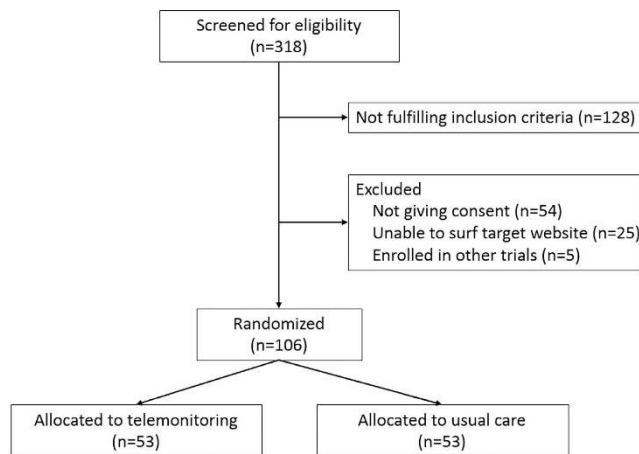 Screened for eligibility
(n=318)
Not fulfilling inclusion criteria (n=128)
Excluded
Not giving consent (n=54)
Unable to surf target website (n=25)
Enrolled in other trials (n=5)
Randomized
(n=106)
Allocated to telemonitoring
(n=53)
Allocated to usual care
(n=53)